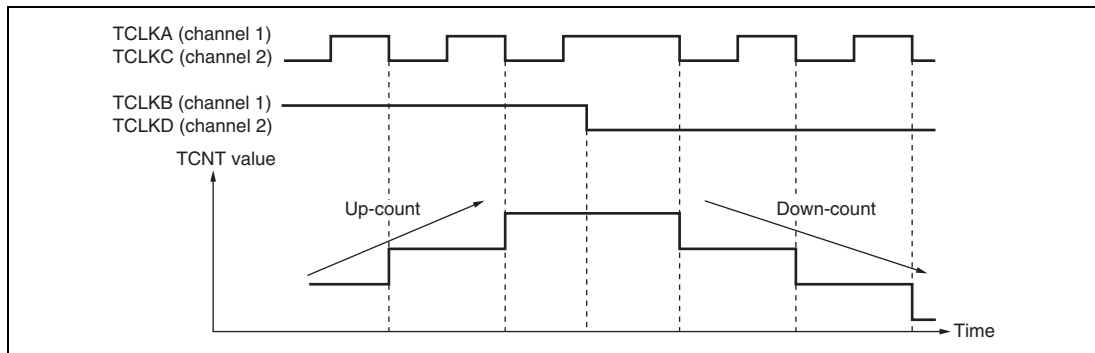 TCLKA (channel 1)
TCLKC (channel 2)
TCLKB (channel 1)
TCLKD (channel 2)
TCNT value
Up-count
Down-count
Time